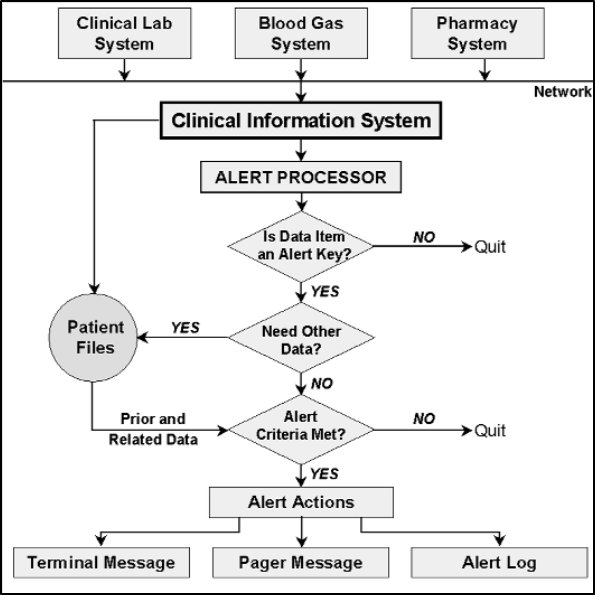 Clinical Lab
System
Blood Gas
System
Pharmacy
System
Network
Clinical Information System
ALERT PROCESSOR
Is Data Item
an Alert Key?
NO
Quit
YES
Patient
Files
YES
Need Other
Data?
NO
Prior and
Related Data
Alert
Criteria Met?
NO
Quit
YES
Alert Actions
Terminal Message
Pager Message
Alert Log